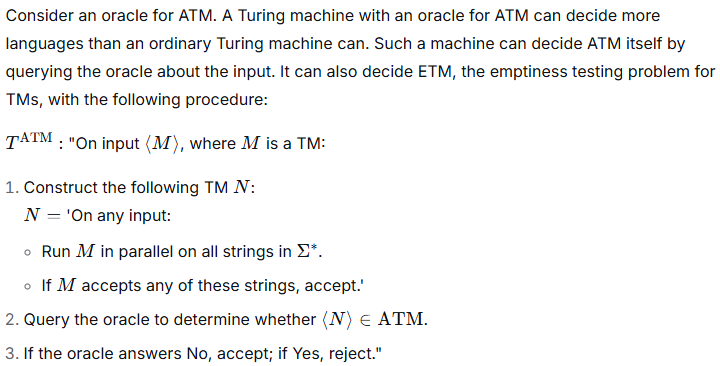 Consider an oracle for ATM. A Turing machine with an oracle for ATM can decide more
languages than an ordinary Turing machine can. Such a machine can decide ATM itself by
querying the oracle about the input. It can also decide ETM, the emptiness testing problem for
TMs, with the following procedure:
T^ATM : "On input ⟨M⟩, where M is a TM:
1. Construct the following TM N:
N = 'On any input:
◦ Run M in parallel on all strings in Σ*.
◦ If M accepts any of these strings, accept.'
2. Query the oracle to determine whether ⟨N⟩ ∈ ATM.
3. If the oracle answers No, accept; if Yes, reject."